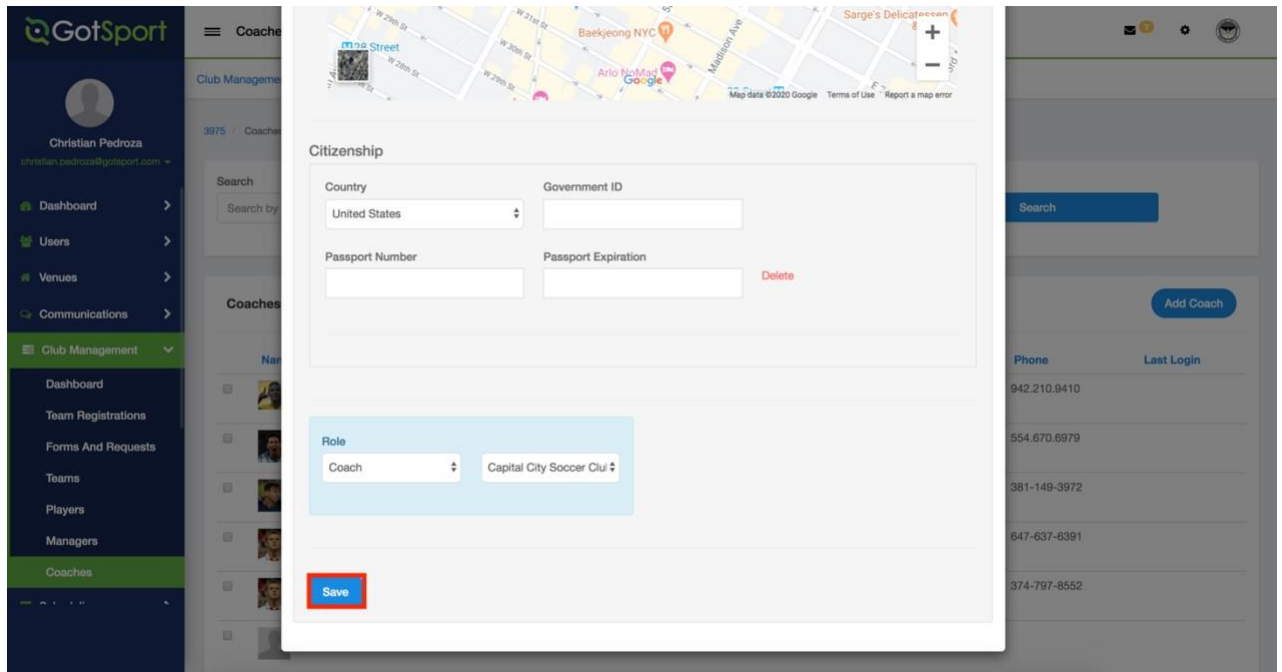 GotSport
Coache
7
Christian Pedroza
christian.pedroza@gotsport.com
Dashboard
Users
Venues
Communications
Club Management
Dashboard
Team Registrations
Forms And Requests
Teams
Players
Managers
Coaches
Club Manageme
3975 / Coache
Search
Search by
Coaches
W 29th St
W 31st St
Sarge's Delicatessen
Baekjeong NYC
28 Street
W 30th St
Madison Ave
W 28th St
W 29th St
Arlo NoMad
Google
Map data ©2020 Google Terms of Use Report a map error
Citizenship
Country
Government ID
United States
Passport Number
Passport Expiration
Delete
Role
Coach
Capital City Soccer Clu
Save
Search
Add Coach
Phone
Last Login
942.210.9410
554.670.6979
381-149-3972
647-637-6391
374-797-8552